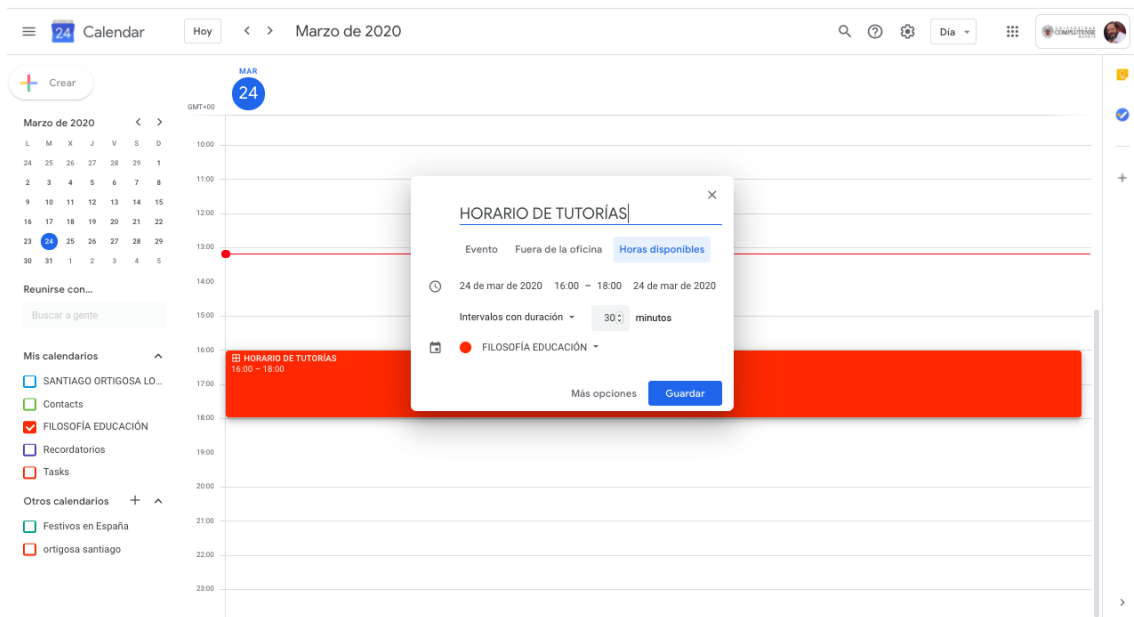 24 Calendar Hoy Marzo de 2020 Día COMPLUTENSE
Crear
MAR
24
GMT+00
Marzo de 2020
L M X J V S D
24 25 26 27 28 29 1
2 3 4 5 6 7 8
9 10 11 12 13 14 15
16 17 18 19 20 21 22
23 24 25 26 27 28 29
30 31 1 2 3 4 5
Reunirse con...
Buscar a gente
Mis calendarios
SANTIAGO ORTIGOSA LO...
Contacts
FILOSOFÍA EDUCACIÓN
Recordatorios
Tasks
Otros calendarios
Festivos en España
ortigosa santiago
10:00
11:00
12:00
13:00
14:00
15:00
16:00
17:00
18:00
19:00
20:00
21:00
22:00
23:00
HORARIO DE TUTORÍAS
16:00 – 18:00
HORARIO DE TUTORÍAS
Evento Fuera de la oficina Horas disponibles
24 de mar de 2020 16:00 – 18:00 24 de mar de 2020
Intervalos con duración 30 minutos
FILOSOFÍA EDUCACIÓN
Más opciones Guardar